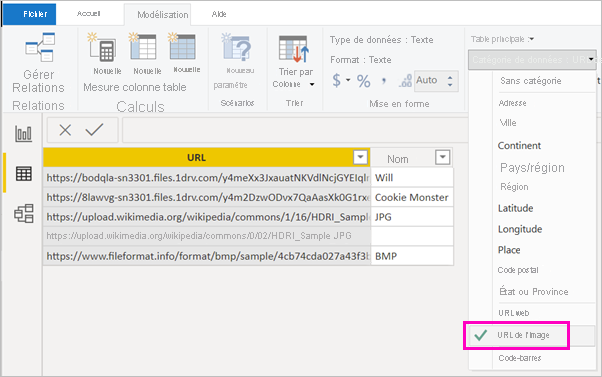 Fichier Accueil Modélisation Aide
Gérer
Relations
Relations
Nouvelle Nouvelle Nouvelle
Mesure colonne table
Calculs
Nouveau
paramètre
Scénarios
Trier par
Colonne
Trier
Type de données : Texte
Format : Texte
$ % , Auto
Mise en forme
Table principale :
Catégorie de données : URL
Sans catégorie
Adresse
Ville
Continent
Pays/région
Région
Latitude
Longitude
Place
Code postal
État ou Province
URL web
URL de l'Image
Code-barres
URL Nom
https://bodqla-sn3301.files.1drv.com/y4meXx3JxauatNKVdlNcjGYEIqIn Will
https://8lawvg-sn3301.files.1drv.com/y4m2DzwODvx7QaAasXk0G1rx Cookie Monster
https://upload.wikimedia.org/wikipedia/commons/1/16/HDRI_Sample JPG
https://upload.wikimedia.org/wikipedia/commons/0/02/HDRI_Sample JPG
https://www.fileformat.info/format/bmp/sample/4cb74cda027a43f3 BMP